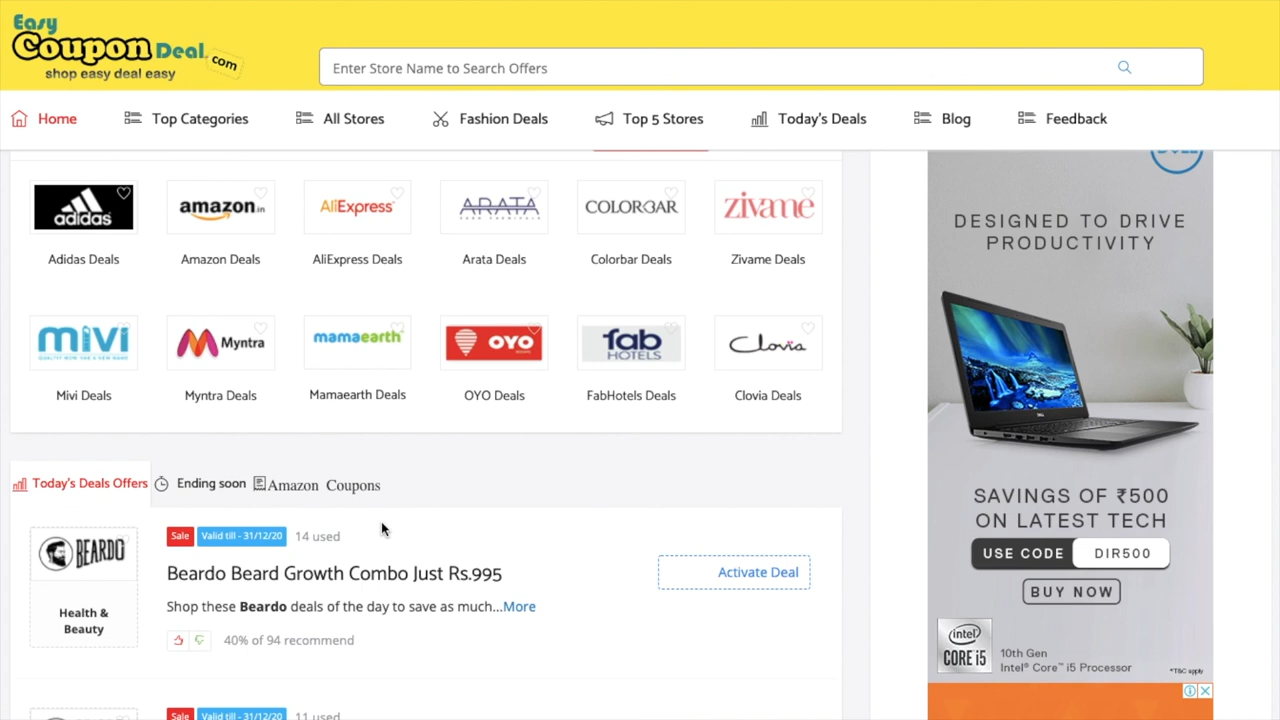 Easy
Coupon Deal.com
shop easy deal easy
Enter Store Name to Search Offers
Home
Top Categories
All Stores
Fashion Deals
Top 5 Stores
Today's Deals
Blog
Feedback
adidas
amazon.in
AliExpress
ARATA
COLORBAR
zivame
Adidas Deals
Amazon Deals
AliExpress Deals
Arata Deals
Colorbar Deals
Zivame Deals
mivi
Myntra
mamaearth
OYO
fab
HOTELS
Clovia
Mivi Deals
Myntra Deals
Mamaearth Deals
OYO Deals
FabHotels Deals
Clovia Deals
Today's Deals Offers
Ending soon
Amazon Coupons
BEARDO
Health &
Beauty
Sale
Valid till - 31/12/20
14 used
Beardo Beard Growth Combo Just Rs.995
Shop these Beardo deals of the day to save as much...More
40% of 94 recommend
Activate Deal
Sale
Valid till - 31/12/20
11 used
DELL
DESIGNED TO DRIVE
PRODUCTIVITY
DELL
SAVINGS OF ₹500
ON LATEST TECH
USE CODE DIR500
BUY NOW
intel
CORE i5
10th Gen
Intel® Core™ i5 Processor
*T&C apply